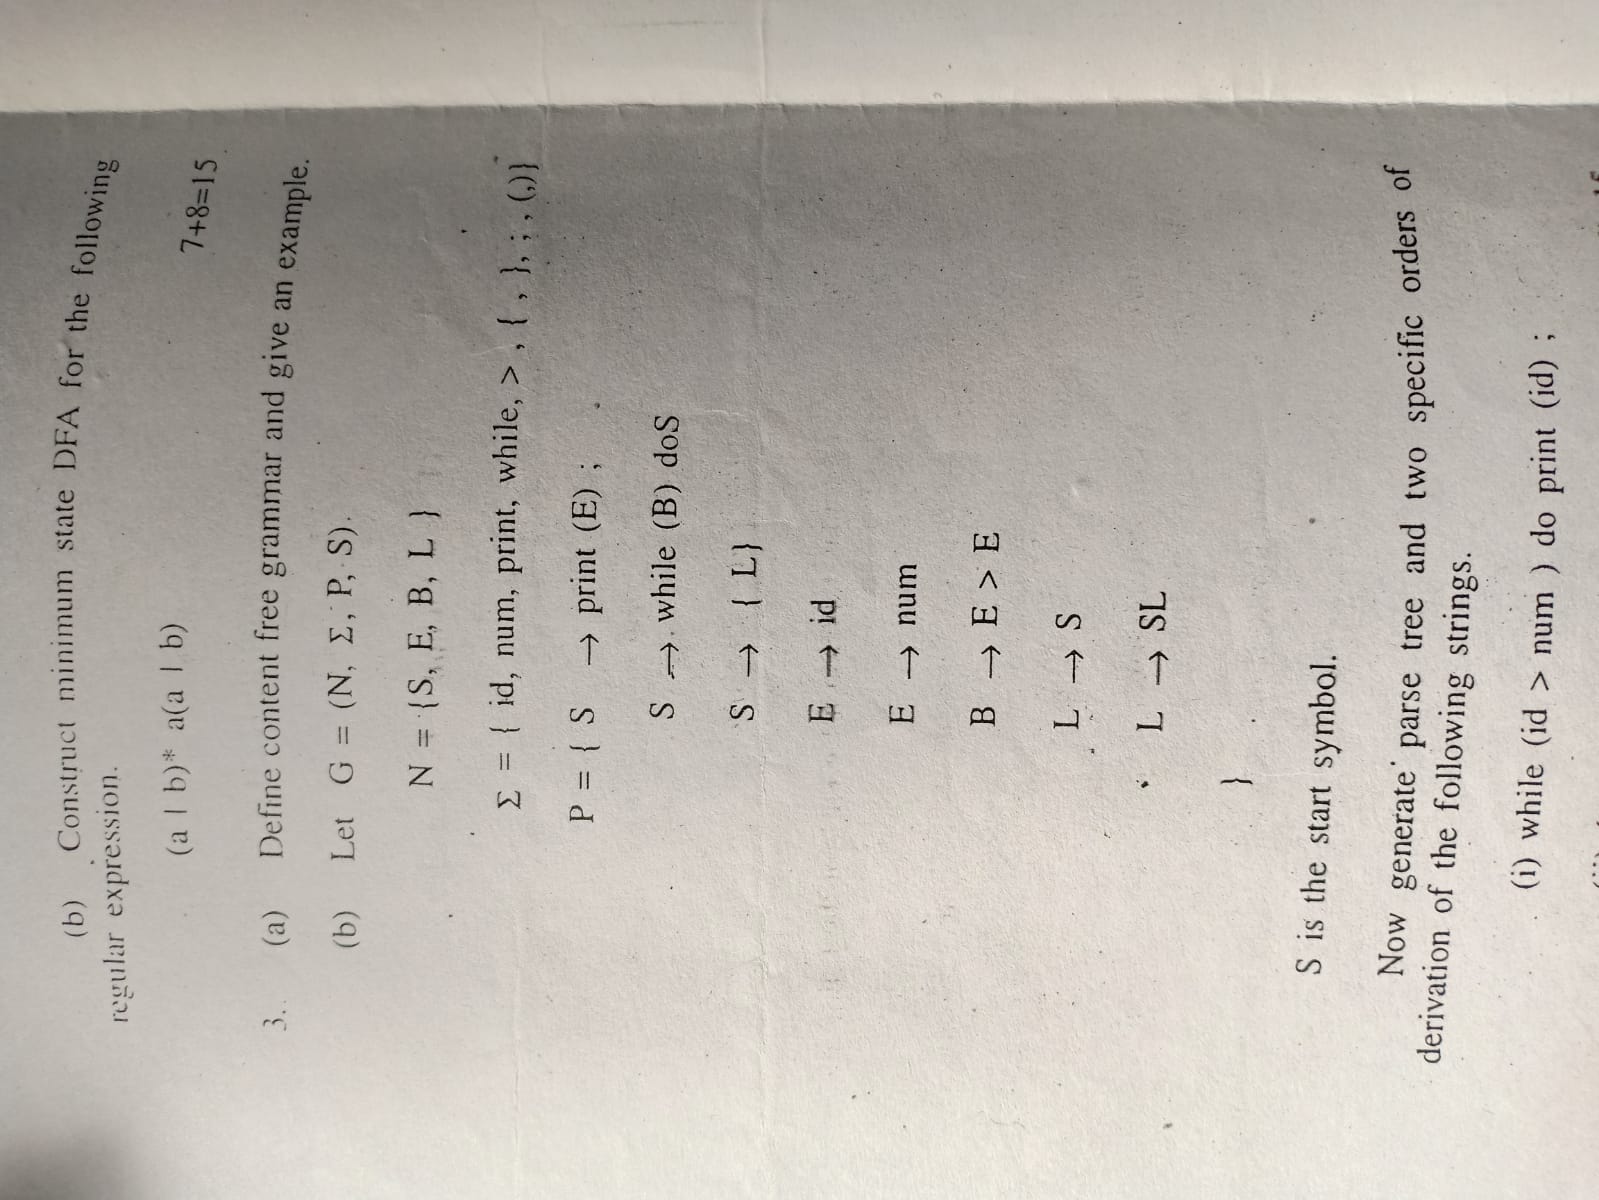 (b) Construct minimum state DFA for the following
regular expression.
(a | b)* a(a | b)
7+8=15
3. (a) Define content free grammar and give an example.
(b) Let G = (N, Σ, P, S).
N = {S, E, B, L }
Σ = { id, num, print, while, > , { , }, ; , (,)}
P = { S → print (E) ;
S → while (B) doS
S → { L}
E → id
E → num
B → E > E
L → S
L → SL
}
S is the start symbol.
Now generate parse tree and two specific orders of
derivation of the following strings.
(i) while (id > num ) do print (id) ;